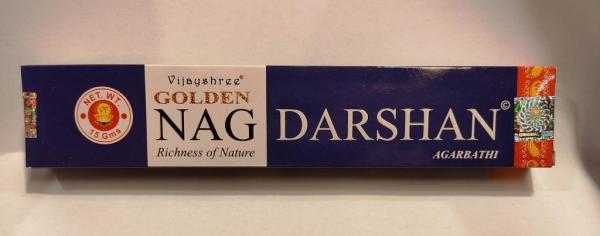 NET. WT.
15 Gms
Vijayshree®
GOLDEN
NAG DARSHAN©
Richness of Nature
AGARBATHI